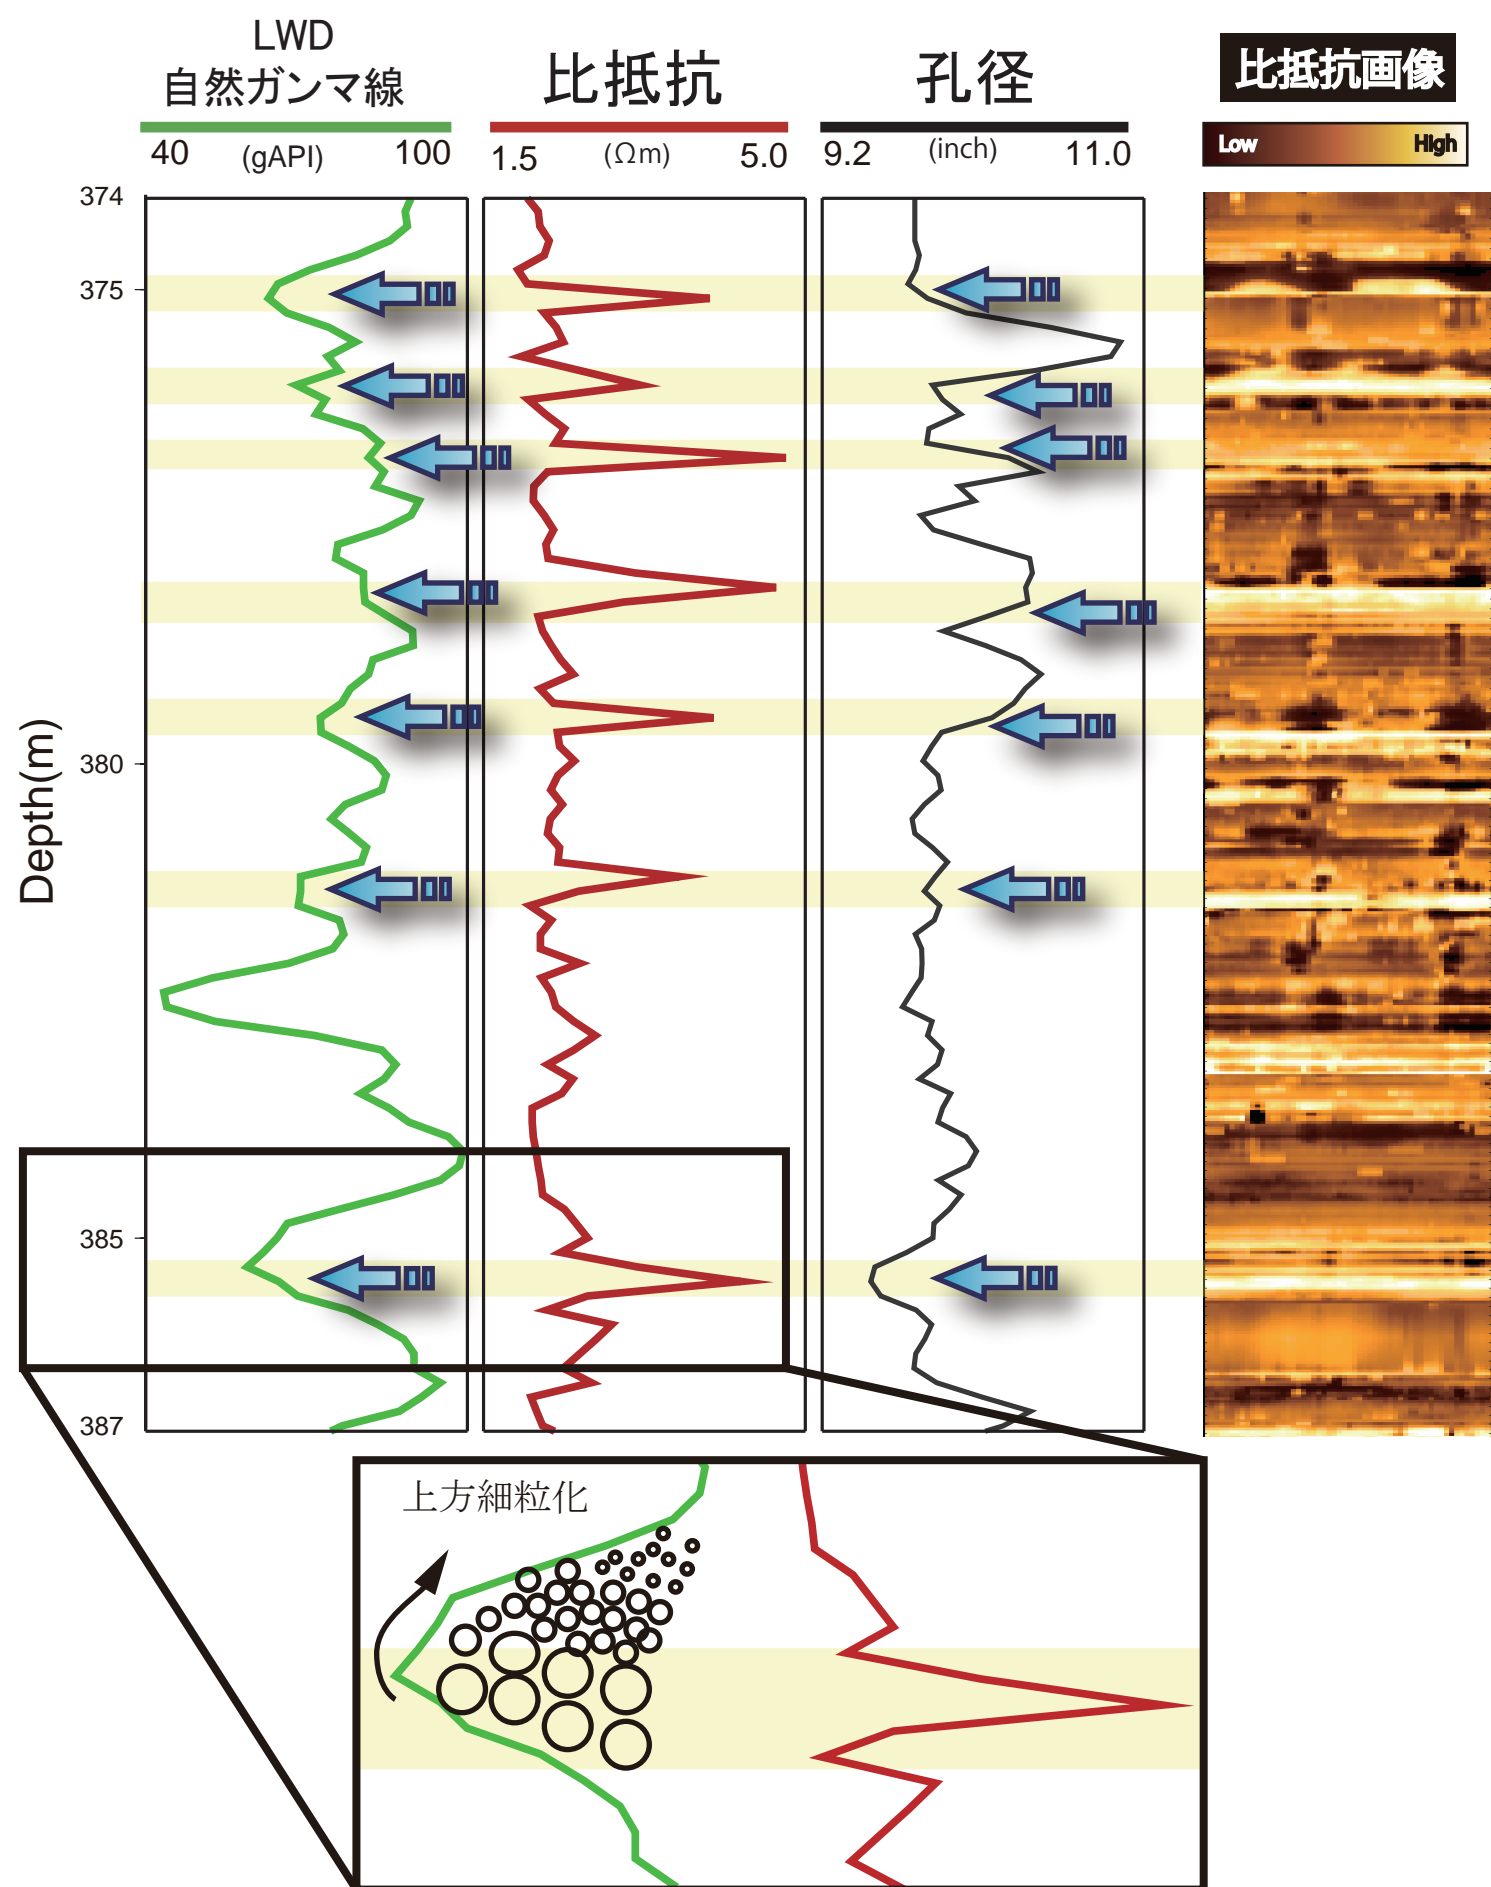 LWD
自然ガンマ線
40 (gAPI) 100
比抵抗
1.5 (Ωm) 5.0
孔径
9.2 (inch) 11.0
比抵抗画像
Low High
Depth(m)
374
375
380
385
387
上方細粒化